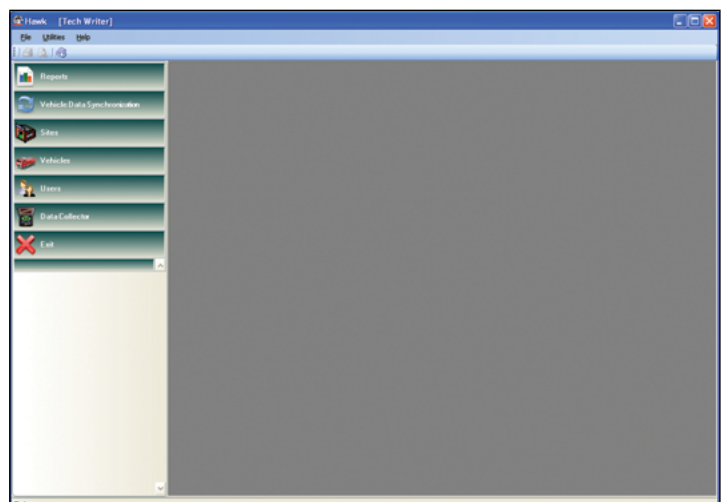 Hawk [Tech Writer]
File Utilities Help
Reports
Vehicle Data Synchronization
Sites
Vehicles
Users
Data Collector
Exit